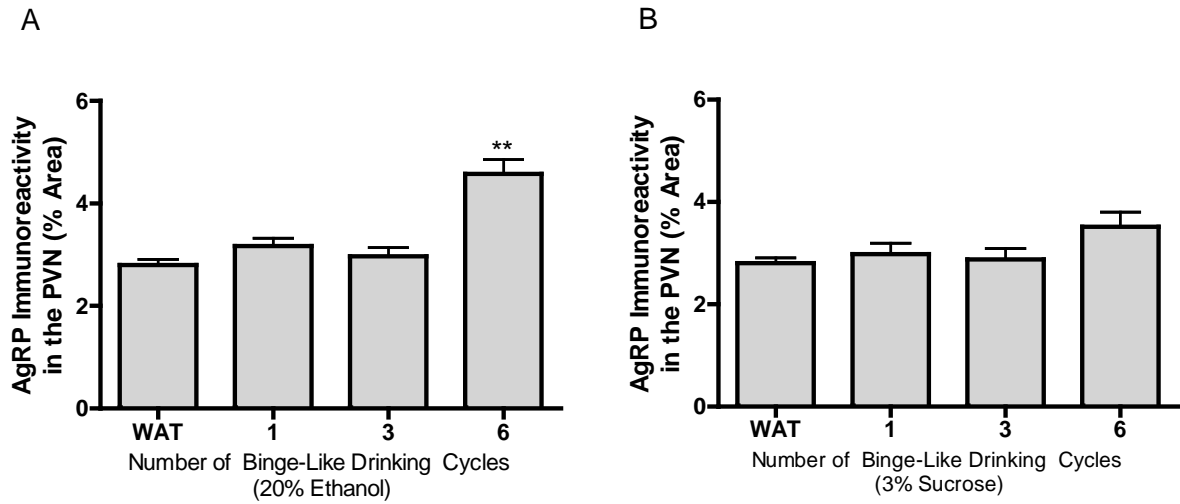 A
AgRP Immunoreactivity
in the PVN (% Area)
6
4
2
0
**
WAT 1 3 6
Number of Binge-Like Drinking Cycles
(20% Ethanol)
B
AgRP Immunoreactivity
in the PVN (% Area)
6
4
2
0
WAT 1 3 6
Number of Binge-Like Drinking Cycles
(3% Sucrose)